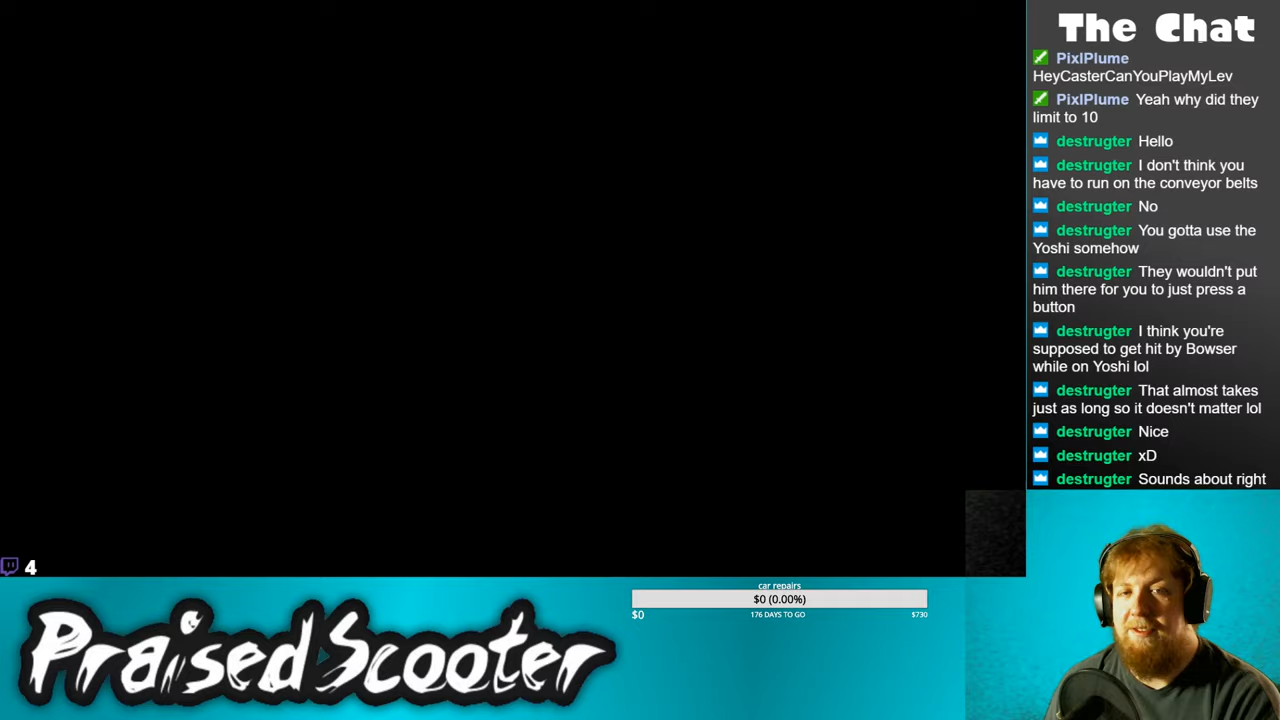 The Chat
PixlPlume
HeyCasterCanYouPlayMyLev
PixlPlume Yeah why did they
limit to 10
destrugter Hello
destrugter I don't think you
have to run on the conveyor belts
destrugter No
destrugter You gotta use the
Yoshi somehow
destrugter They wouldn't put
him there for you to just press a
button
destrugter I think you're
supposed to get hit by Bowser
while on Yoshi lol
destrugter That almost takes
just as long so it doesn't matter lol
destrugter Nice
destrugter xD
destrugter Sounds about right
4
car repairs
$0 (0.00%)
$0 176 DAYS TO GO $730
PraisedScooter